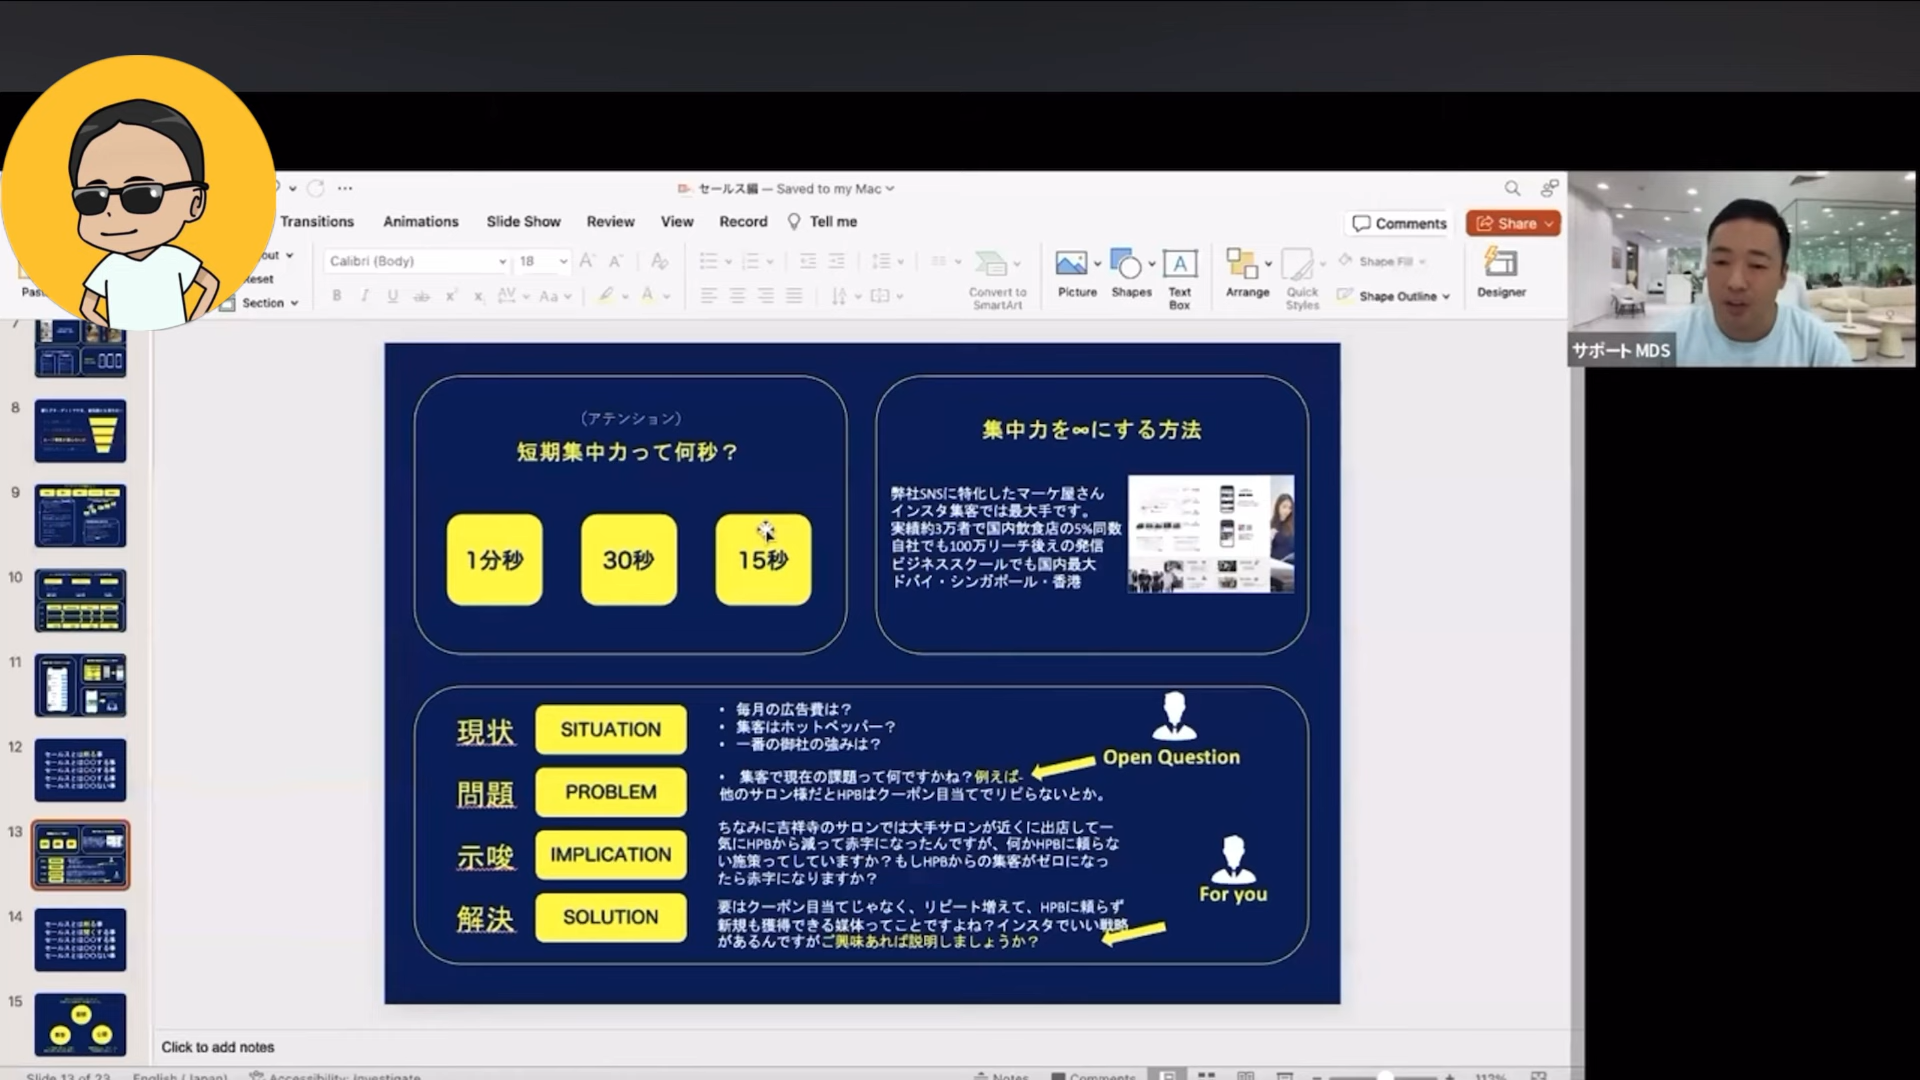 セールス編 — Saved to my Mac
Transitions Animations Slide Show Review View Record Tell me
Comments Share
Calibri (Body) 18
Section
Convert to
SmartArt
Picture
Shapes
Text
Box
Arrange
Quick
Styles
Shape Fill
Shape Outline
Designer
サポート MDS
8
9
10
11
12
13
14
15
（アテンション）
短期集中力って何秒？
1分秒
30秒
15秒
集中力を∞にする方法
弊社SNSに特化したマーケ屋さん
インスタ集客では最大手です。
実績約3万者で国内飲食店の5%同数
自社でも100万リーチ後えの発信
ビジネススクールでも国内最大
ドバイ・シンガポール・香港
現状 SITUATION
• 毎月の広告費は？
• 集客はホットペッパー？
• 一番の御社の強みは？
問題 PROBLEM
• 集客で現在の課題って何ですかね？例えば-
他のサロン様だとHPBはクーポン目当てでリピらないとか。
Open Question
示唆 IMPLICATION
ちなみに吉祥寺のサロンでは大手サロンが近くに出店して一
気にHPBから減って赤字になったんですが、何かHPBに頼らな
い施策ってしていますか？もしHPBからの集客がゼロになっ
たら赤字になりますか？
For you
解決 SOLUTION
要はクーポン目当てじゃなく、リピート増えて、HPBに頼らず
新規も獲得できる媒体ってことですよね？インスタでいい戦略
があるんですがご興味あれば説明しましょうか？
Click to add notes
Slide 13 of 23 English (Japan) Accessibility: Investigate
Notes Comments 112%